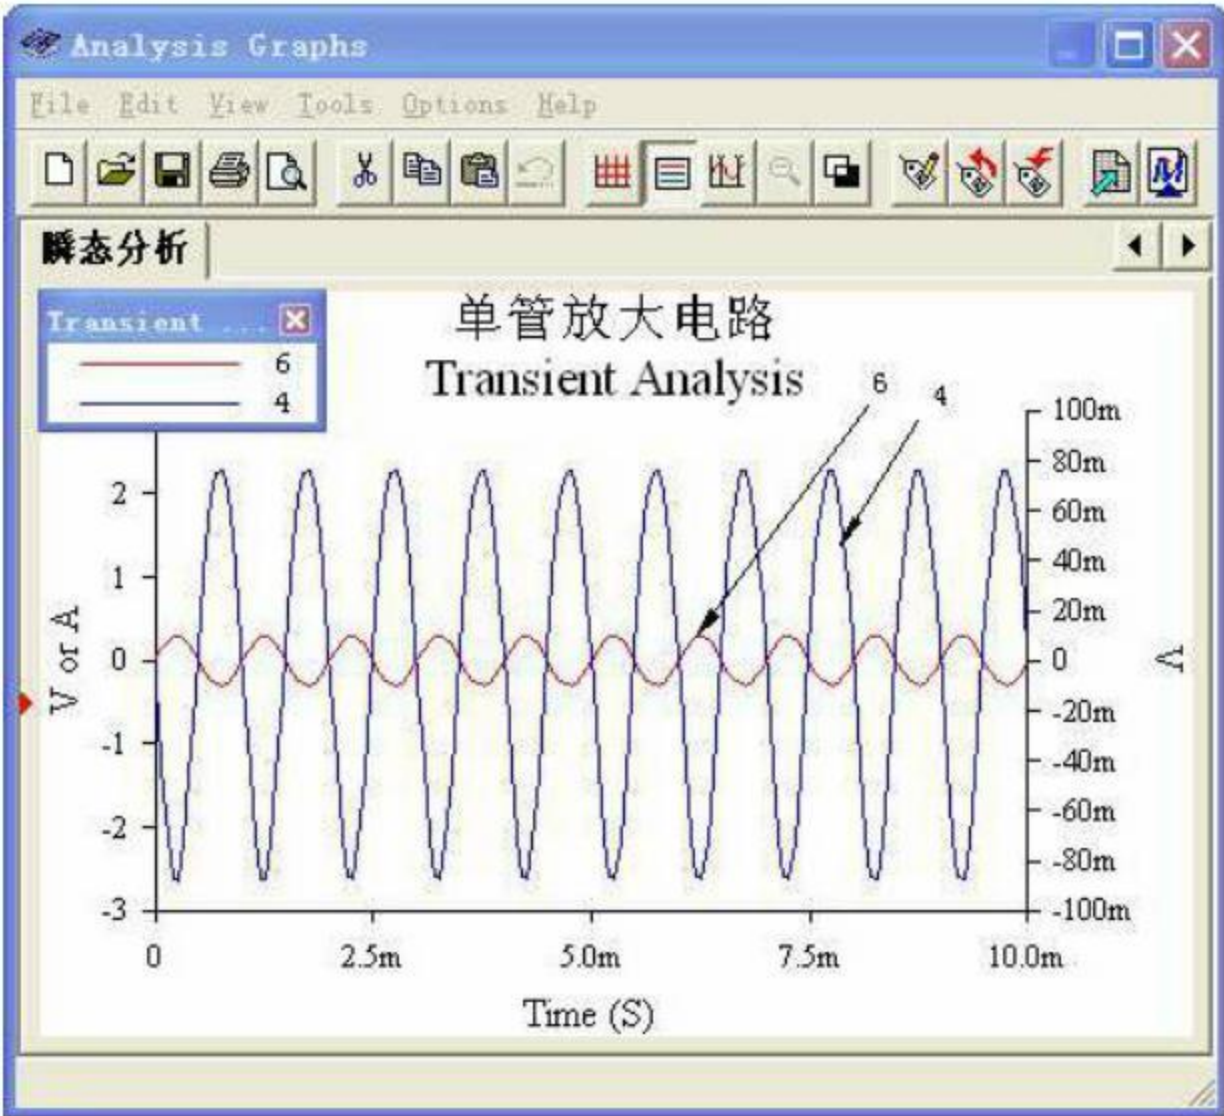 Analysis Graphs
File Edit View Tools Options Help
瞬态分析
Transient ...
6
4
单管放大电路
Transient Analysis
6
4
2
1
0
-1
-2
-3
V or A
100m
80m
60m
40m
20m
0
-20m
-40m
-60m
-80m
-100m
V
0 2.5m 5.0m 7.5m 10.0m
Time (S)